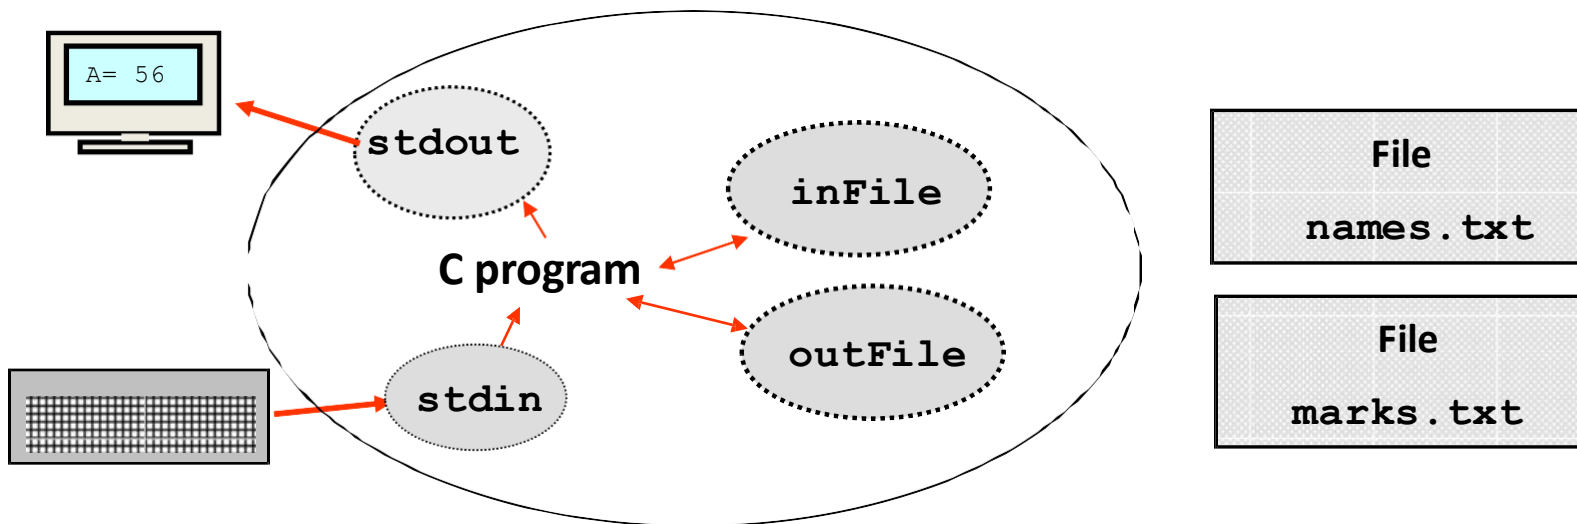 A= 56
stdout
inFile
C program
outFile
stdin
File
names.txt
File
marks.txt